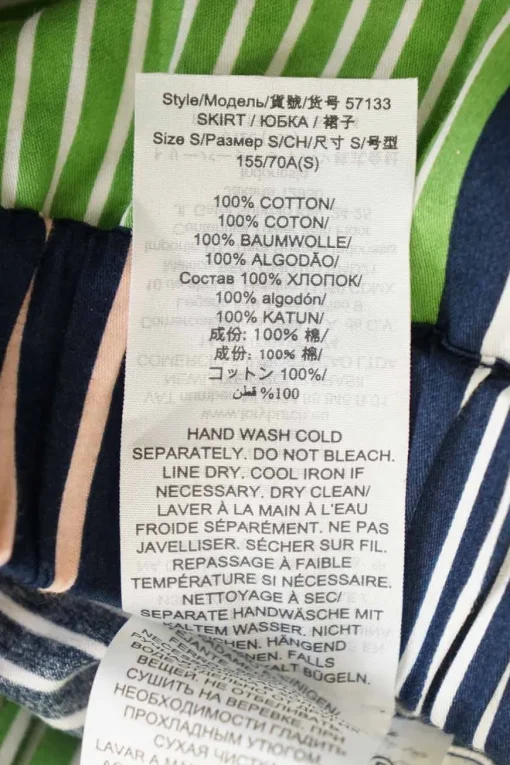 Style/Модель/貨號/货号 57133
SKIRT / ЮБКА / 裙子
Size S/Размер S/CH/尺寸 S/号型
155/70A(S)
100% COTTON/
100% COTON/
100% BAUMWOLLE/
100% ALGODÃO/
Состав 100% ХЛОПОК/
100% algodón/
100% KATUN/
成份: 100% 棉/
成份: 100% 棉/
コットン 100%/
100% قطن
HAND WASH COLD
SEPARATELY. DO NOT BLEACH.
LINE DRY. COOL IRON IF
NECESSARY. DRY CLEAN/
LAVER À LA MAIN À L'EAU
FROIDE SÉPARÉMENT. NE PAS
JAVELLISER. SÉCHER SUR FIL.
REPASSAGE À FAIBLE
TEMPÉRATURE SI NÉCESSAIRE.
NETTOYAGE À SEC/
SEPARATE HANDWÄSCHE MIT
KALTEM WASSER. NICHT
HÄNGEND
FALLS
KALT BÜGELN.
ВЕЩЕЙ. НЕ ОТБЕЛИВАТЬ.
СУШИТЬ НА ВЕРЕВКЕ. ПРИ
НЕОБХОДИМОСТИ ГЛАДИТЬ
ПРОХЛАДНЫМ УТЮГОМ
СУХАЯ
LAVAR A